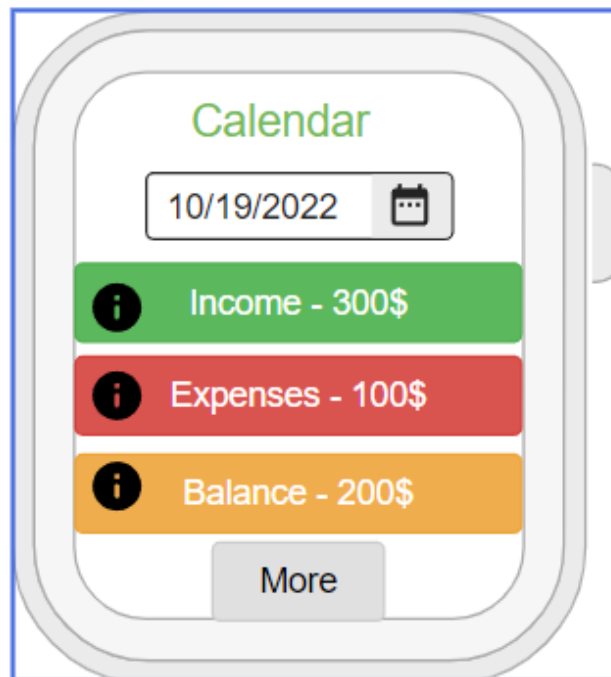 Calendar
10/19/2022
Income - 300$
Expenses - 100$
Balance - 200$
More